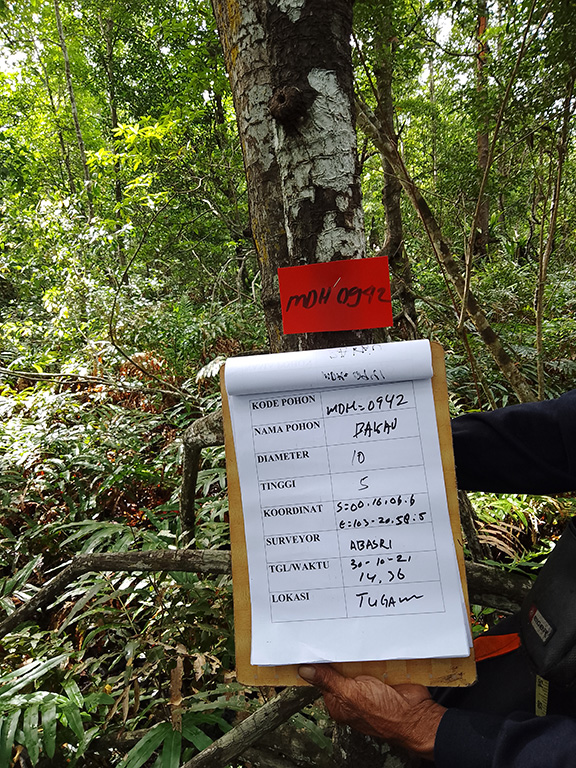 MDH 0942
KODE POHON MDH=0942
NAMA POHON BAKAU
DIAMETER 10
TINGGI 5
KOORDINAT S=00.16.06.6
E=103-20.58.5
SURVEYOR ABASRI
TGL/WAKTU 30-10-21
14,36
LOKASI TUGAM